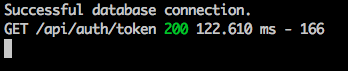 Successful database connection.
GET /api/auth/token 200 122.610 ms - 166